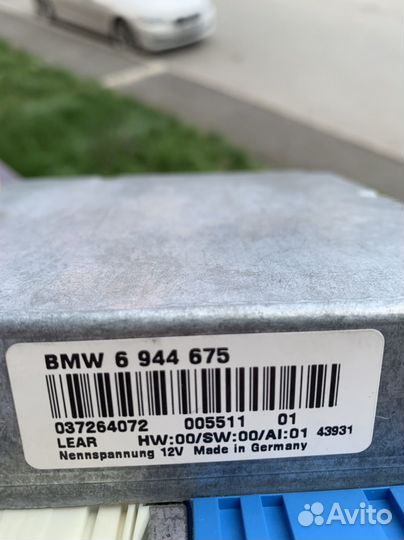 BMW 6 944 675
037264072 005511 01
LEAR HW:00/SW:00/AI:01 43931
Nennspannung 12V Made in Germany
Avito